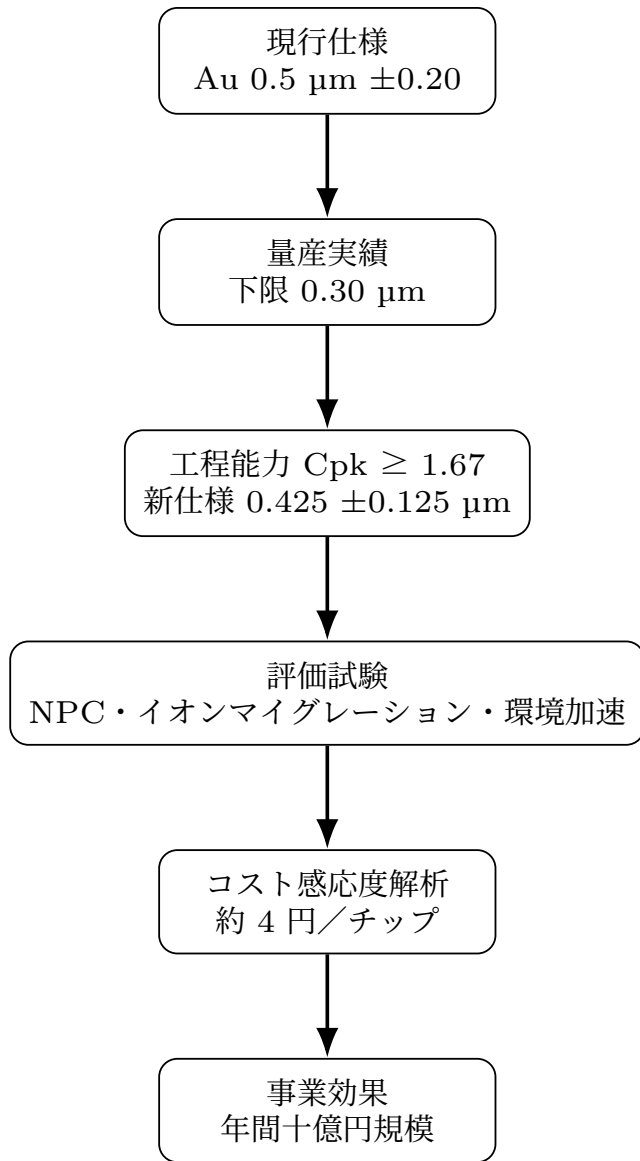 現行仕様
Au 0.5 µm ±0.20
量産実績
下限 0.30 µm
工程能力 Cpk ≥ 1.67
新仕様 0.425 ±0.125 µm
評価試験
NPC・イオンマイグレーション・環境加速
コスト感応度解析
約 4 円／チップ
事業効果
年間十億円規模